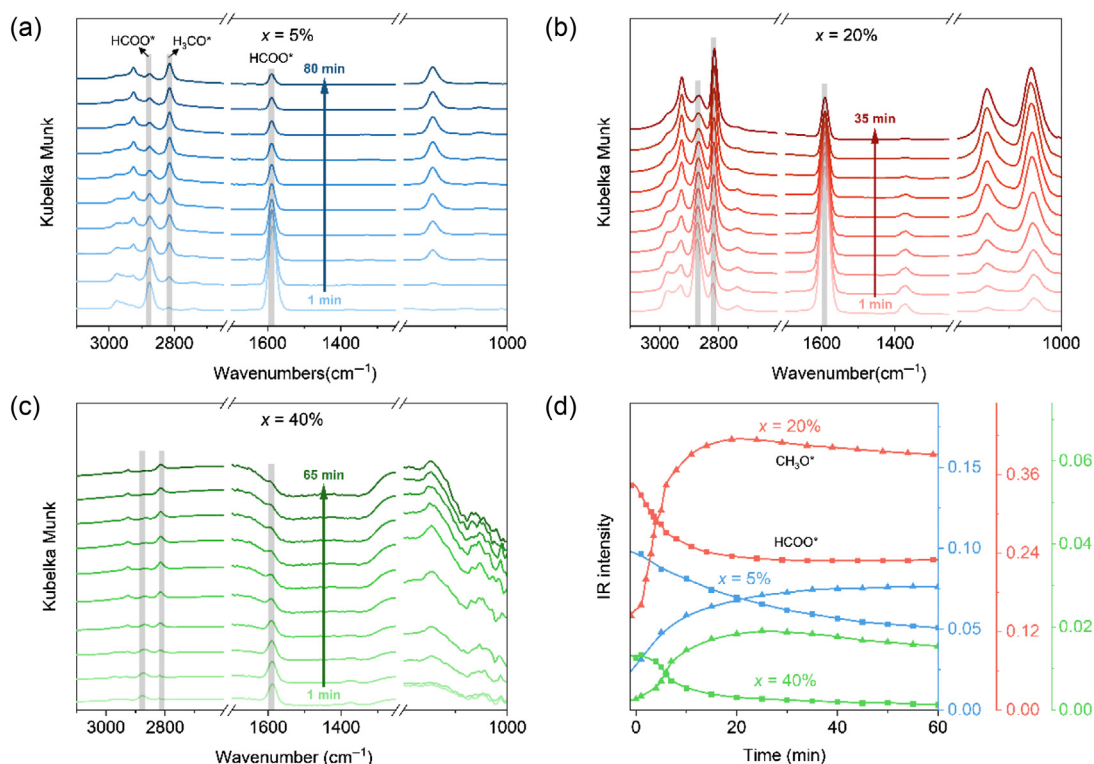 (a)
x = 5%
HCOO*
H₃CO*
HCOO*
80 min
1 min
Kubelka Munk
3000
2800
1600
1400
1000
Wavenumbers(cm⁻¹)
(b)
x = 20%
35 min
1 min
Kubelka Munk
3000
2800
1600
1400
1000
Wavenumber(cm⁻¹)
(c)
x = 40%
65 min
1 min
Kubelka Munk
3000
2800
1600
1400
1000
Wavenumber (cm⁻¹)
(d)
x = 20%
CH₃O*
HCOO*
x = 5%
x = 40%
IR intensity
0.15
0.10
0.05
0.00
0.36
0.24
0.12
0.00
0.06
0.04
0.02
0.00
0
20
40
60
Time (min)